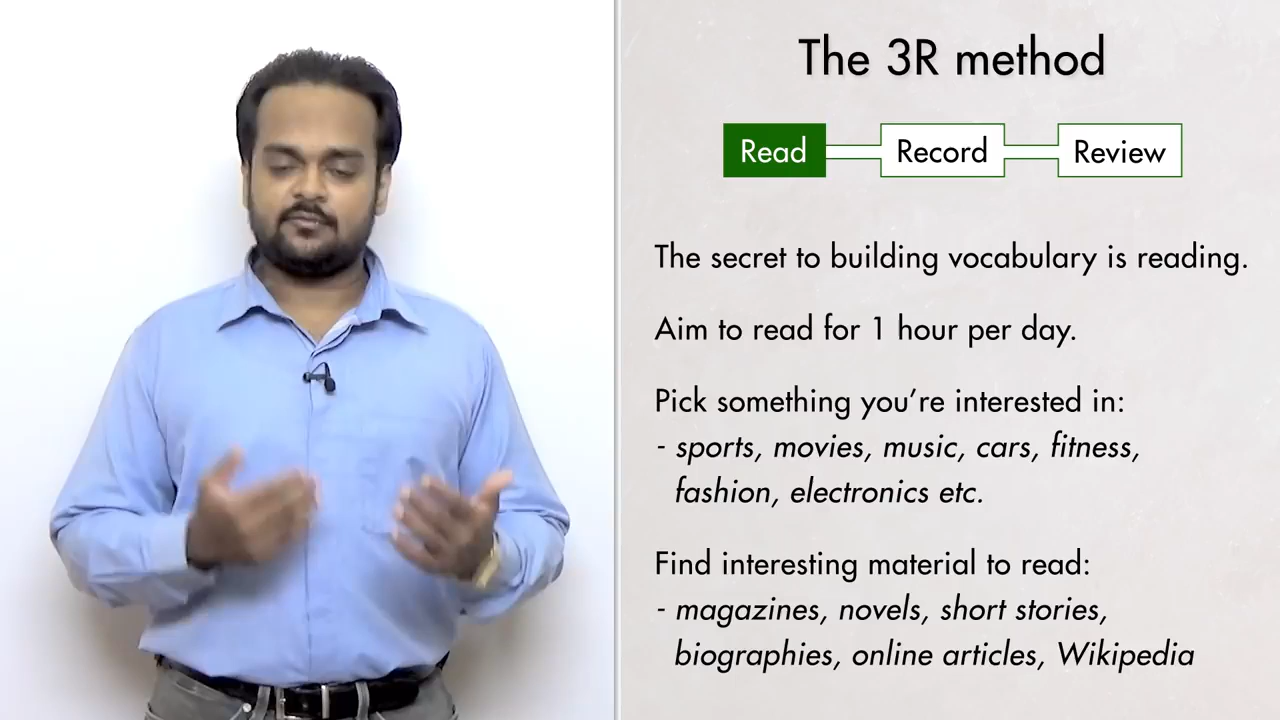 The 3R method
Read Record Review
The secret to building vocabulary is reading.
Aim to read for 1 hour per day.
Pick something you’re interested in:
- sports, movies, music, cars, fitness,
fashion, electronics etc.
Find interesting material to read:
- magazines, novels, short stories,
biographies, online articles, Wikipedia